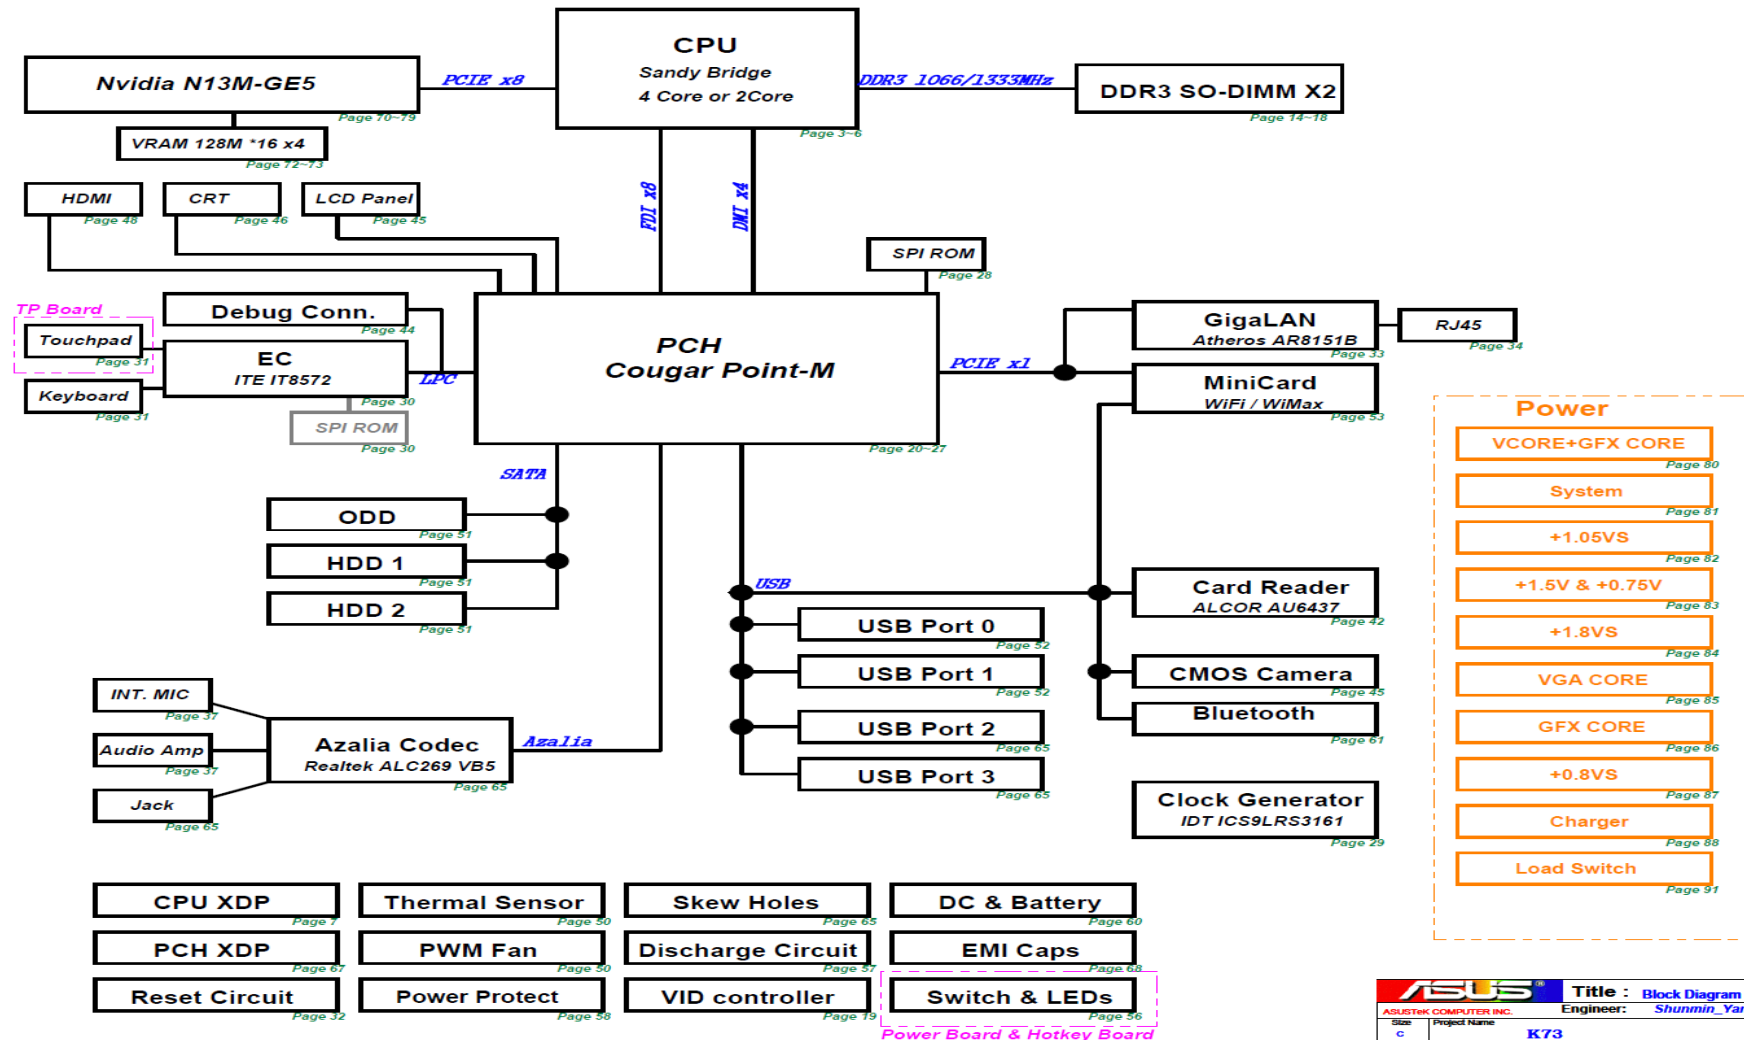 CPU
Sandy Bridge
4 Core or 2Core
Page 3~6
Nvidia N13M-GE5
Page 70~79
PCIE x8
DDR3 1066/1333MHz
DDR3 SO-DIMM X2
Page 14~18
VRAM 128M *16 x4
Page 72~73
HDMI
Page 48
CRT
Page 46
LCD Panel
Page 45
FDI x8
DMI x4
SPI ROM
Page 28
TP Board
Touchpad
Page 31
Keyboard
Page 31
Debug Conn.
Page 44
EC
ITE IT8572
Page 30
SPI ROM
Page 30
LPC
PCH
Cougar Point-M
Page 20~27
PCIE x1
GigaLAN
Atheros AR8151B
Page 33
RJ45
Page 34
MiniCard
WiFi / WiMax
Page 53
SATA
ODD
Page 51
HDD 1
Page 51
HDD 2
Page 51
USB
USB Port 0
Page 52
USB Port 1
Page 52
USB Port 2
Page 65
USB Port 3
Page 65
Card Reader
ALCOR AU6437
Page 42
CMOS Camera
Page 45
Bluetooth
Page 61
Clock Generator
IDT ICS9LRS3161
Page 29
INT. MIC
Page 37
Audio Amp
Page 37
Jack
Page 65
Azalia Codec
Realtek ALC269 VB5
Page 65
Azalia
Power
VCORE+GFX CORE
Page 80
System
Page 81
+1.05VS
Page 82
+1.5V & +0.75V
Page 83
+1.8VS
Page 84
VGA CORE
Page 85
GFX CORE
Page 86
+0.8VS
Page 87
Charger
Page 88
Load Switch
Page 91
CPU XDP
Page 7
Thermal Sensor
Page 50
Skew Holes
Page 65
DC & Battery
Page 60
PCH XDP
Page 67
PWM Fan
Page 50
Discharge Circuit
Page 57
EMI Caps
Page 68
Reset Circuit
Page 32
Power Protect
Page 58
VID controller
Page 19
Switch & LEDs
Page 56
Power Board & Hotkey Board
ASUS®
ASUSTeK COMPUTER INC.
Title : Block Diagram
Engineer: Shunmin_Yan
Size
C
Project Name
K73